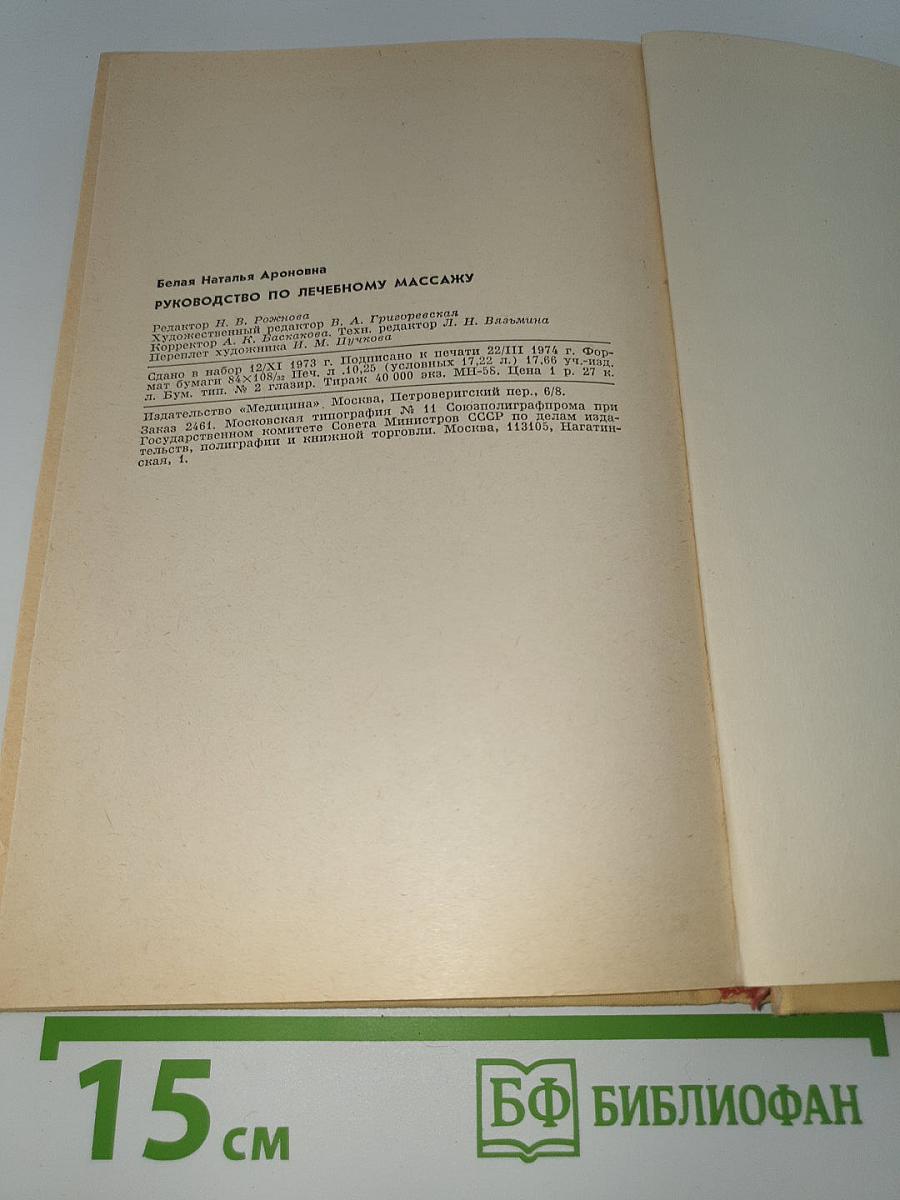 Белая Наталья Ароновна
РУКОВОДСТВО ПО ЛЕЧЕБНОМУ МАССАЖУ
Редактор Н. В. Рожнова
Художественный редактор В. А. Григоревская
Корректор А. К. Баскакова. Техн. редактор Л. Н. Вязьмина
Переплет художника И. М. Пучкова
Сдано в набор 12/XI 1973 г. Подписано к печати 22/III 1974 г. Фор-
мат бумаги 84×108/32 Печ. л .10,25 (условных 17,22 л.) 17,66 уч.-изд.
л. Бум. тип. № 2 глазир. Тираж 40 000 экз. МН-58. Цена 1 р. 27 к.
Издательство «Медицина». Москва, Петроверигский пер., 6/8.
Заказ 2461. Московская типография № 11 Союзполиграфпрома при
Государственном комитете Совета Министров СССР по делам изда-
тельств, полиграфии и книжной торговли. Москва, 113105, Нагатин-
ская, 1.
15 см
БФ БИБЛИОФАН